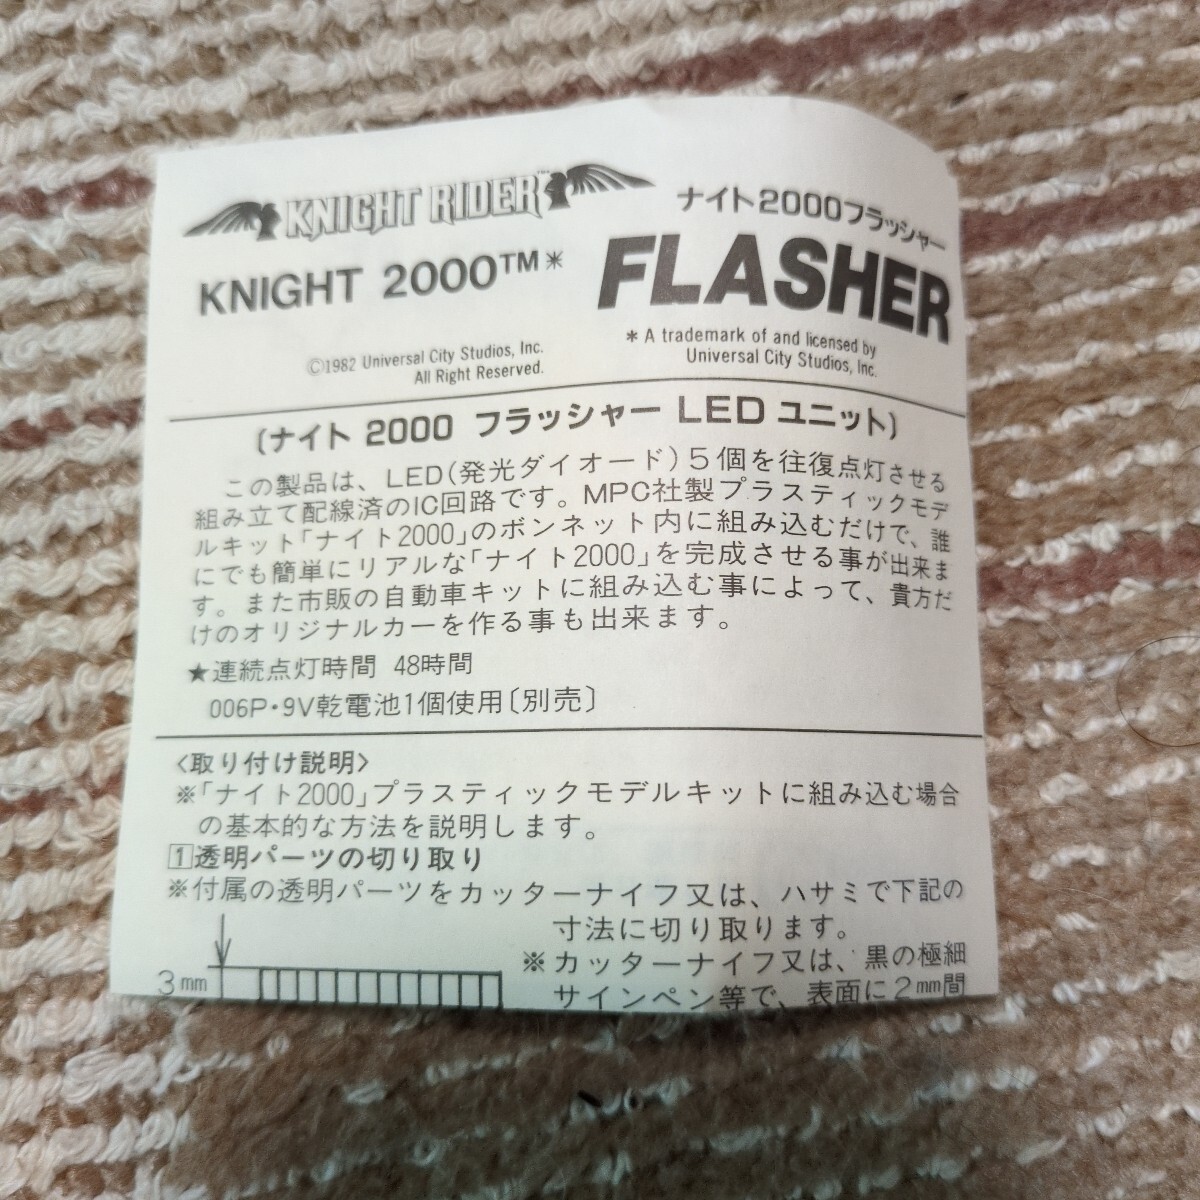 KNIGHT RIDER™
KNIGHT 2000™*
ナイト2000フラッシャー
FLASHER
©1982 Universal City Studios, Inc.
All Right Reserved.
* A trademark of and licensed by
Universal City Studios, Inc.
〔ナイト 2000 フラッシャー LED ユニット〕
この製品は、LED(発光ダイオード)5個を往復点灯させる
組み立て配線済のIC回路です。MPC社製プラスティックモデ
ルキット「ナイト2000」のボンネット内に組み込むだけで、誰
にでも簡単にリアルな「ナイト2000」を完成させる事が出来ま
す。また市販の自動車キットに組み込む事によって、貴方だ
けのオリジナルカーを作る事も出来ます。
★連続点灯時間 48時間
006P・9V乾電池1個使用〔別売〕
<取り付け説明>
※「ナイト2000」プラスティックモデルキットに組み込む場合
の基本的な方法を説明します。
1透明パーツの切り取り
※付属の透明パーツをカッターナイフ又は、ハサミで下記の
寸法に切り取ります。
※カッターナイフ又は、黒の極細
サインペン等で、表面に2mm間
3mm